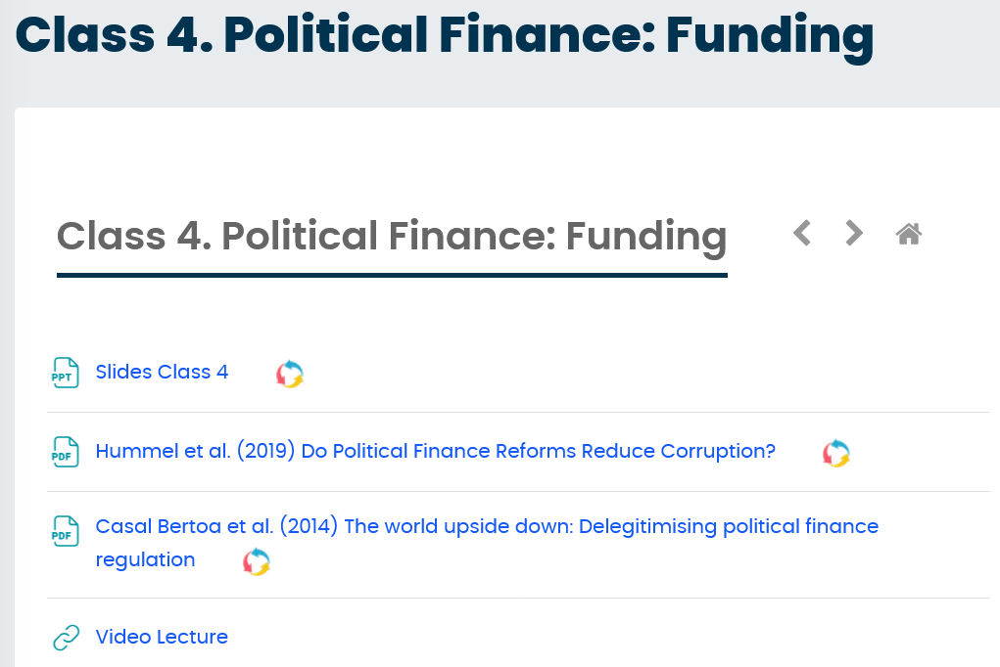 Class 4. Political Finance: Funding
Class 4. Political Finance: Funding
PPT
Slides Class 4
PDF
Hummel et al. (2019) Do Political Finance Reforms Reduce Corruption?
PDF
Casal Bertoa et al. (2014) The world upside down: Delegitimising political finance
regulation
Video Lecture